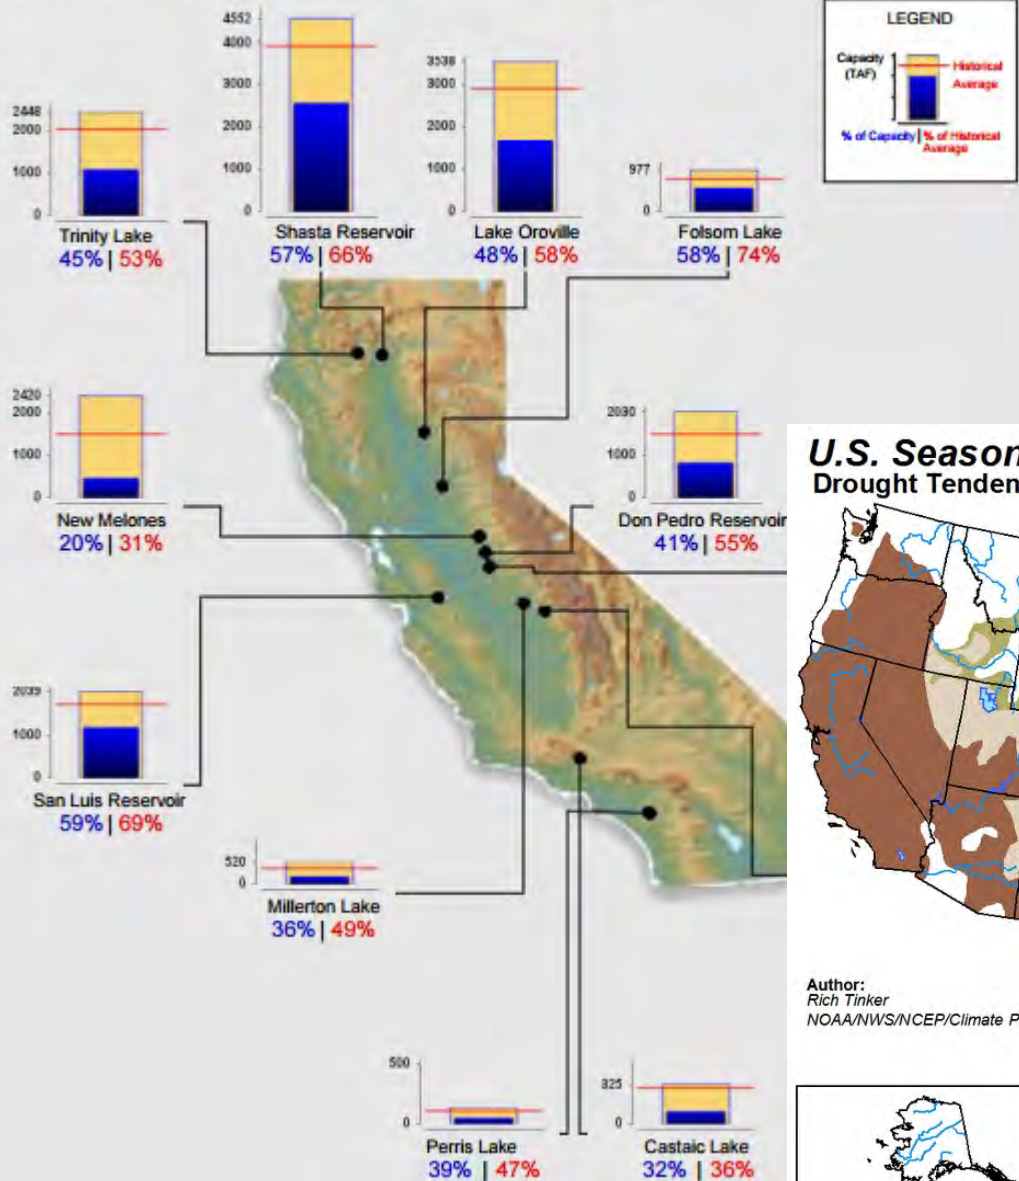 LEGEND
Capacity
(TAF)
Historical
Average
% of Capacity | % of Historical
Average
4552
4000
3000
2000
1000
0
Shasta Reservoir
57% | 66%
3538
3000
2000
1000
0
Lake Oroville
48% | 58%
2448
2000
1000
0
Trinity Lake
45% | 53%
977
0
Folsom Lake
58% | 74%
2420
2000
1000
0
New Melones
20% | 31%
2030
1000
0
Don Pedro Reservoir
41% | 55%
2039
1000
0
San Luis Reservoir
59% | 69%
520
0
Millerton Lake
36% | 49%
500
0
Perris Lake
39% | 47%
325
0
Castaic Lake
32% | 36%
U.S. Season
Drought Tenden
Author:
Rich Tinker
NOAA/NWS/NCEP/Climate P